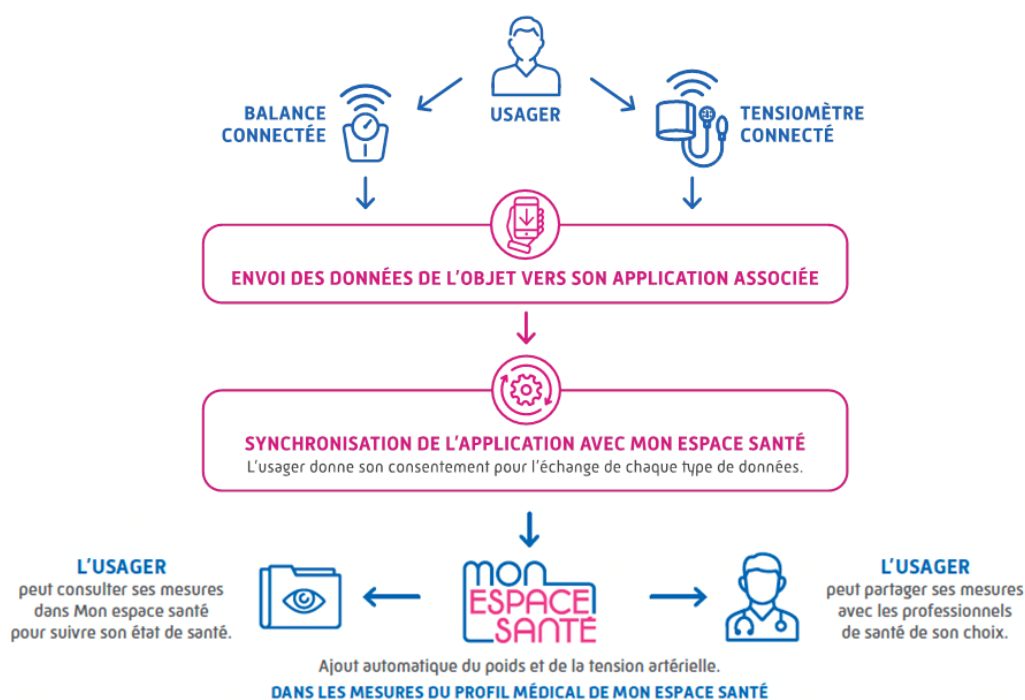 USAGER
BALANCE
CONNECTÉE
TENSIOMÈTRE
CONNECTÉ
ENVOI DES DONNÉES DE L'OBJET VERS SON APPLICATION ASSOCIÉE
SYNCHRONISATION DE L'APPLICATION AVEC MON ESPACE SANTÉ
L'usager donne son consentement pour l'échange de chaque type de données.
L'USAGER
peut consulter ses mesures
dans Mon espace santé
pour suivre son état de santé.
mon
ESPACE
SANTÉ
L'USAGER
peut partager ses mesures
avec les professionnels
de santé de son choix.
Ajout automatique du poids et de la tension artérielle.
DANS LES MESURES DU PROFIL MÉDICAL DE MON ESPACE SANTÉ